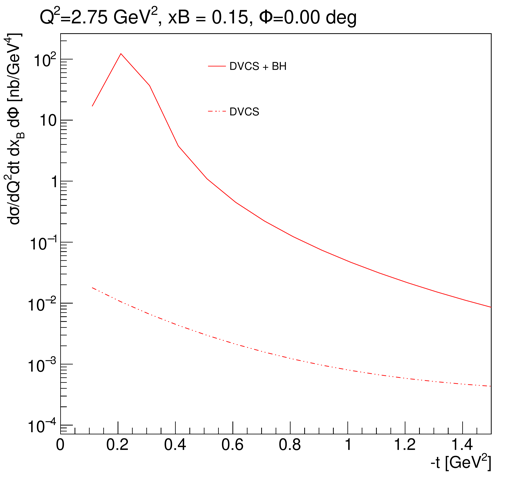 Q²=2.75 GeV², xB = 0.15, Φ=0.00 deg
dσ/dQ²dt dx_B dΦ [nb/GeV⁴]
DVCS + BH
DVCS
10²
10
1
10⁻¹
10⁻²
10⁻³
10⁻⁴
0 0.2 0.4 0.6 0.8 1 1.2 1.4
-t [GeV²]